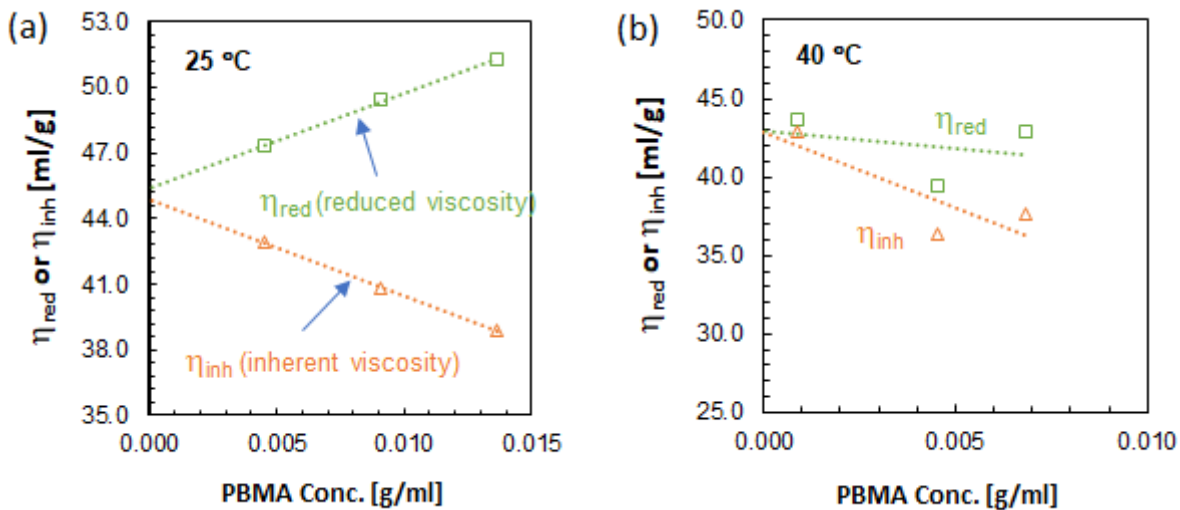 (a)
25 °C
53.0
50.0
47.0
44.0
41.0
38.0
35.0
ηred or ηinh [ml/g]
ηred (reduced viscosity)
ηinh (inherent viscosity)
0.000 0.005 0.010 0.015
PBMA Conc. [g/ml]
(b)
40 °C
50.0
45.0
40.0
35.0
30.0
25.0
ηred or ηinh [ml/g]
ηred
ηinh
0.000 0.005 0.010
PBMA Conc. [g/ml]